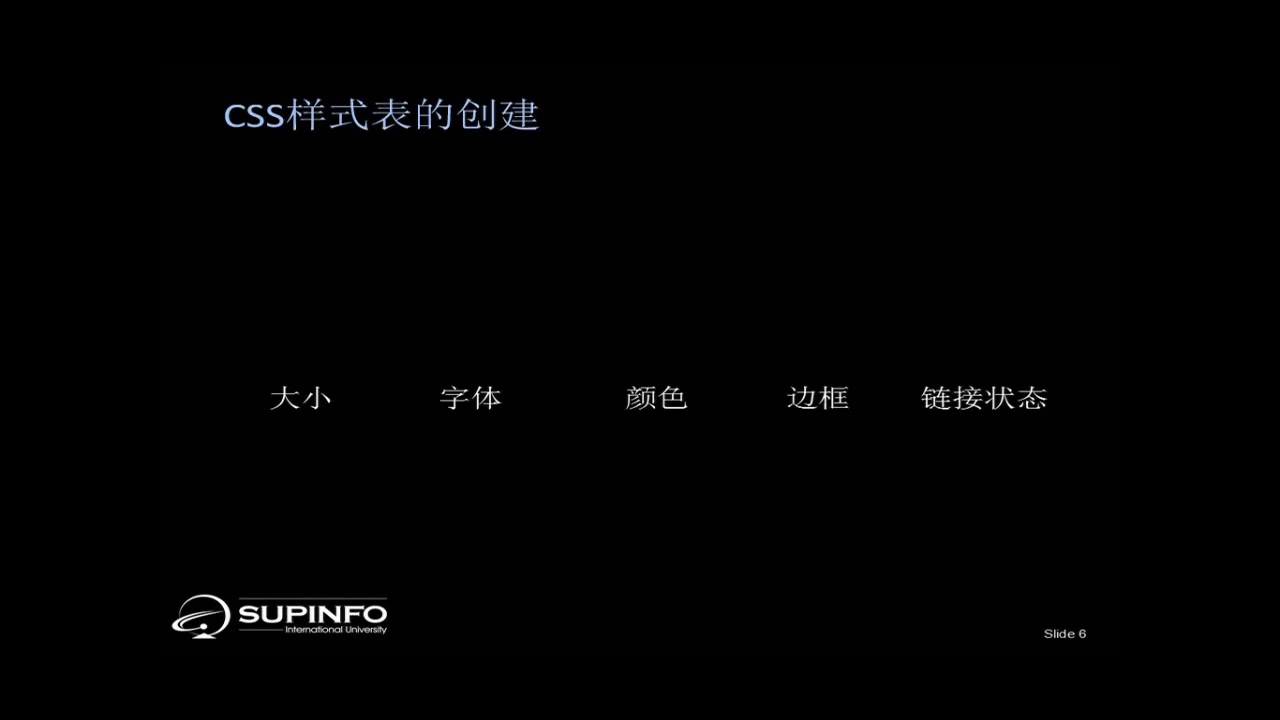 CSS样式表的创建
大小 字体 颜色 边框 链接状态
SUPINFO
International University
Slide 6